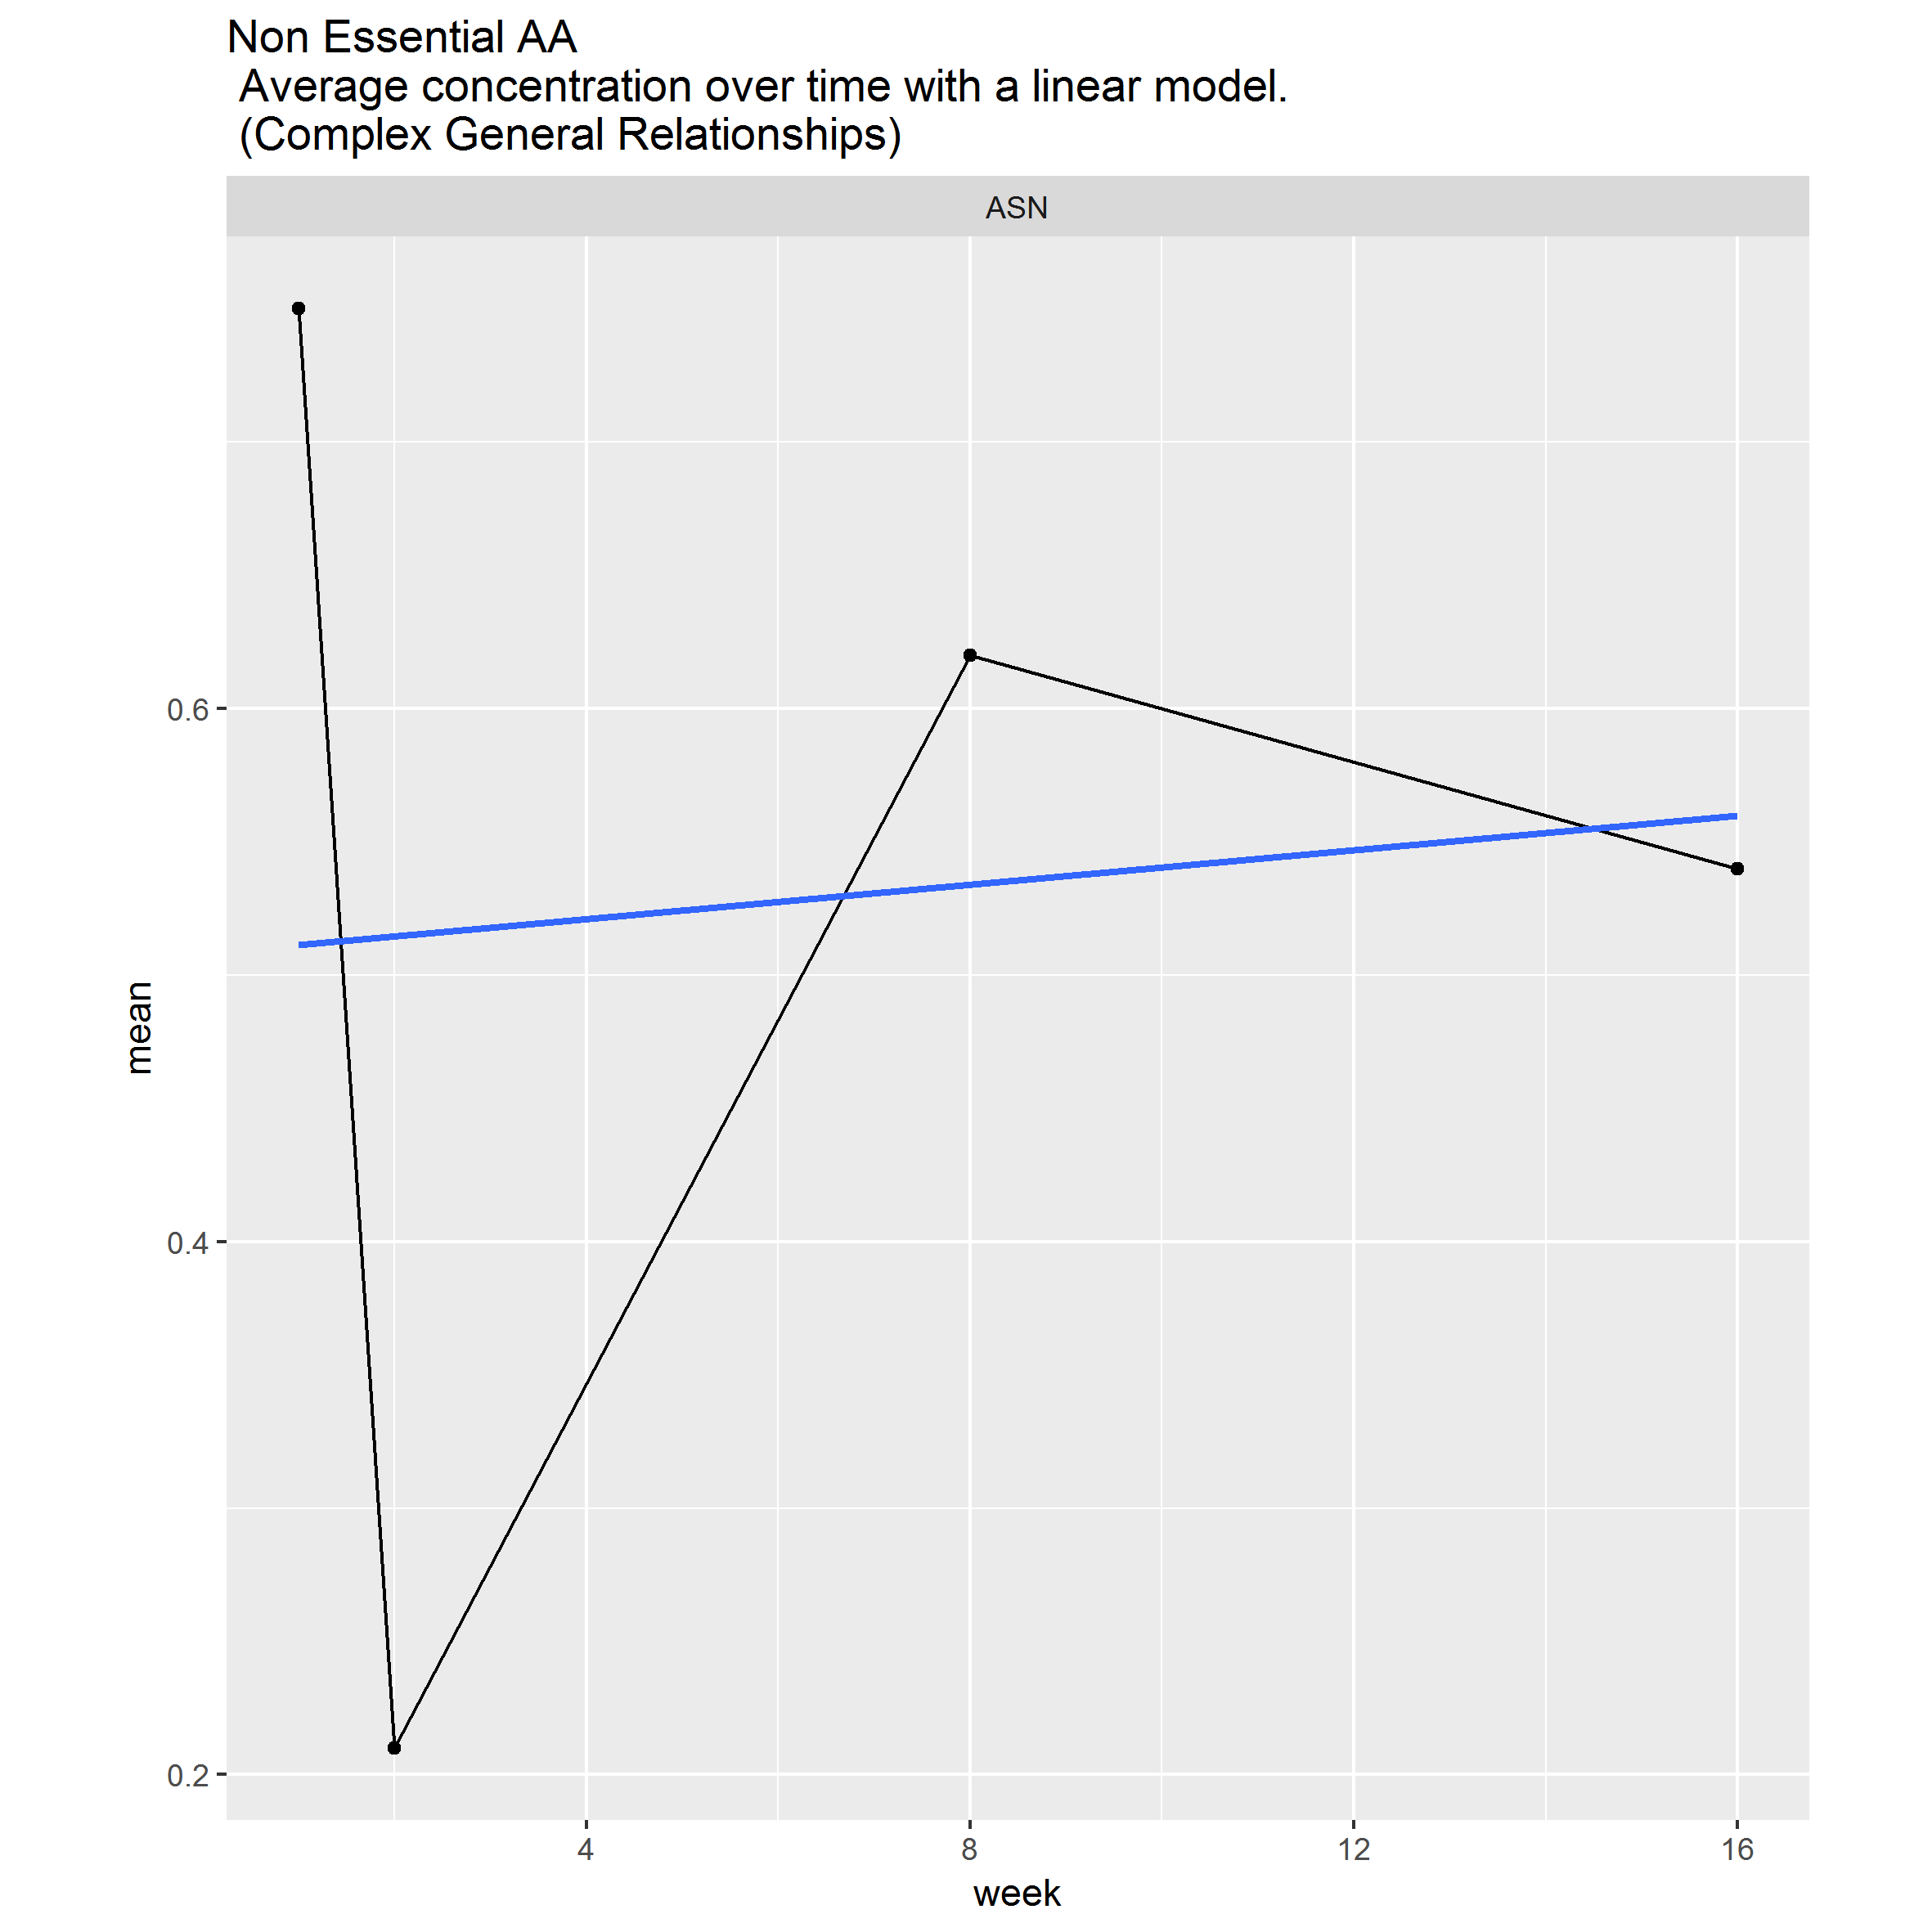 Non Essential AA
Average concentration over time with a linear model.
(Complex General Relationships)
ASN
mean
0.6
0.4
0.2
4 8 12 16
week